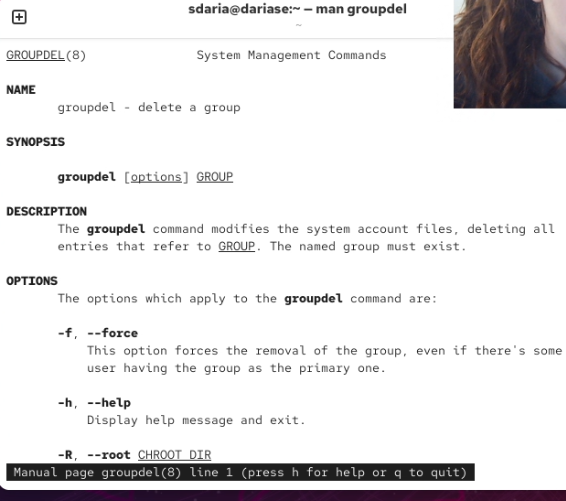 sdaria@dariase:~ — man groupdel
~
GROUPDEL(8) System Management Commands
NAME
groupdel - delete a group
SYNOPSIS
groupdel [options] GROUP
DESCRIPTION
The groupdel command modifies the system account files, deleting all
entries that refer to GROUP. The named group must exist.
OPTIONS
The options which apply to the groupdel command are:
-f, --force
This option forces the removal of the group, even if there's some
user having the group as the primary one.
-h, --help
Display help message and exit.
-R, --root CHROOT_DIR
Manual page groupdel(8) line 1 (press h for help or q to quit)